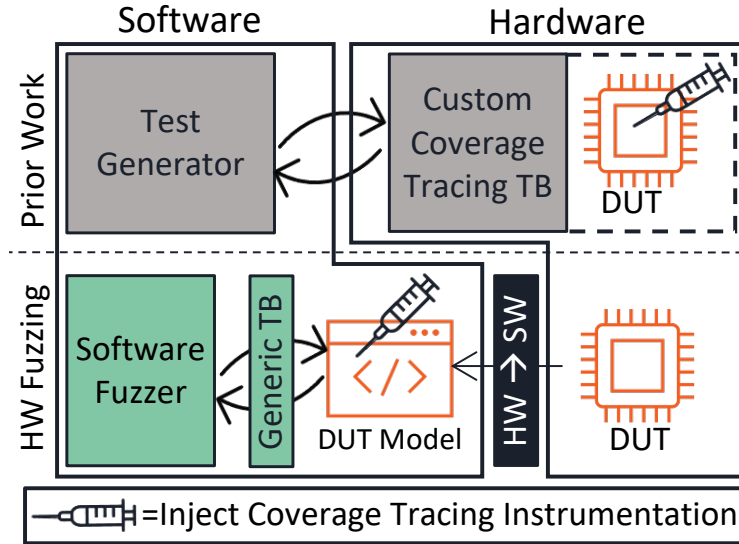 Software
Hardware
Prior Work
Test
Generator
Custom
Coverage
Tracing TB
DUT
HW Fuzzing
Software
Fuzzer
Generic TB
</>
DUT Model
HW → SW
DUT
=Inject Coverage Tracing Instrumentation